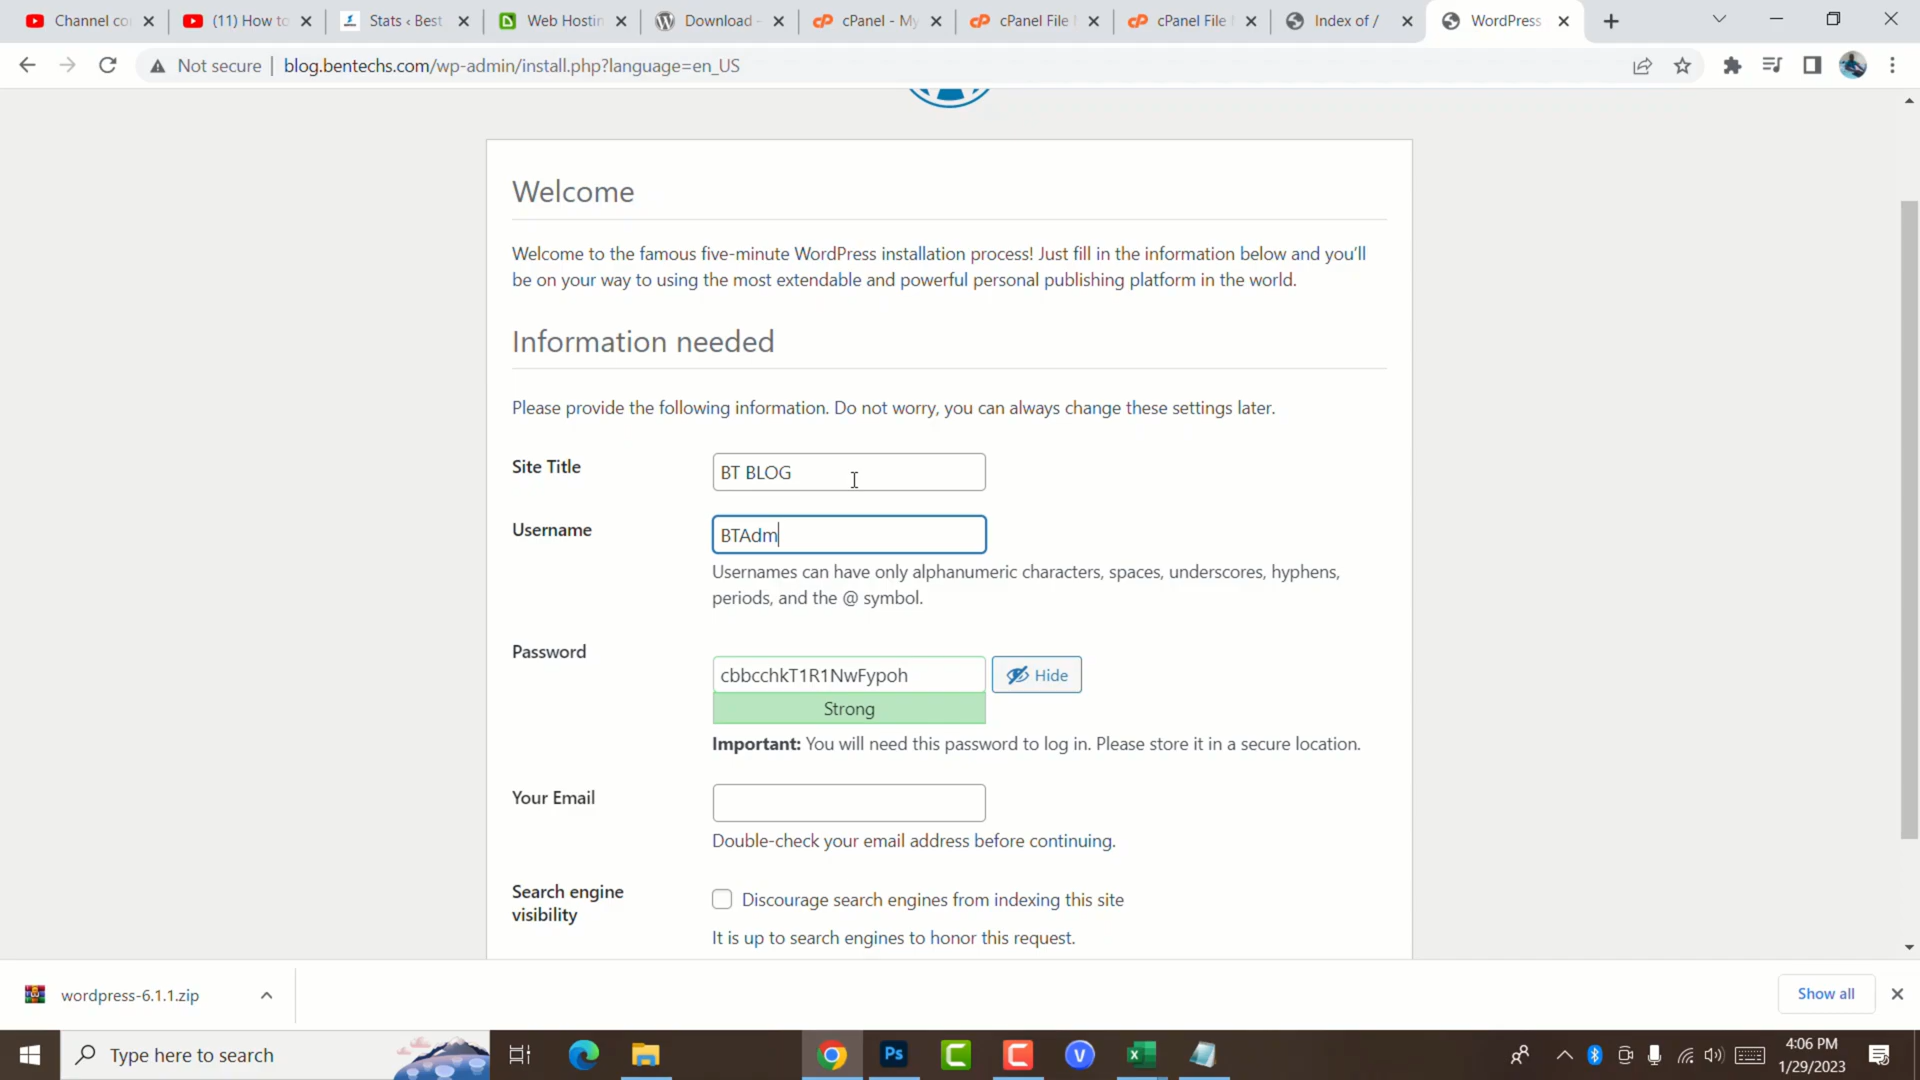 Channel co
(11) How to
Stats ‹ Best
Web Hostin
Download -
cPanel - My
cPanel File
cPanel File
Index of /
WordPress
Not secure
blog.bentechs.com/wp-admin/install.php?language=en_US
Welcome
Welcome to the famous five-minute WordPress installation process! Just fill in the information below and you'll
be on your way to using the most extendable and powerful personal publishing platform in the world.
Information needed
Please provide the following information. Do not worry, you can always change these settings later.
Site Title
BT BLOG
Username
BTAdm
Usernames can have only alphanumeric characters, spaces, underscores, hyphens,
periods, and the @ symbol.
Password
cbbcchkT1R1NwFypoh
Hide
Strong
Important: You will need this password to log in. Please store it in a secure location.
Your Email
Double-check your email address before continuing.
Search engine
visibility
Discourage search engines from indexing this site
It is up to search engines to honor this request.
wordpress-6.1.1.zip
Show all
Type here to search
Ps
4:06 PM
1/29/2023